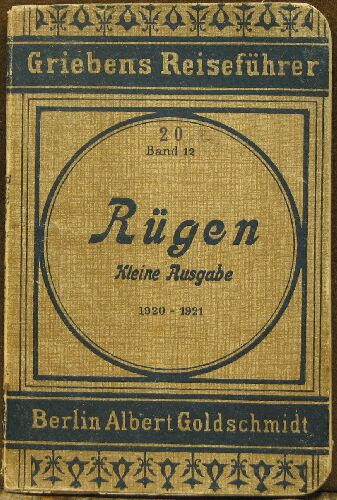 Griebens Reiseführer
20
Band 12
Rügen
Kleine Ausgabe
1920 - 1921
Berlin Albert Goldschmidt